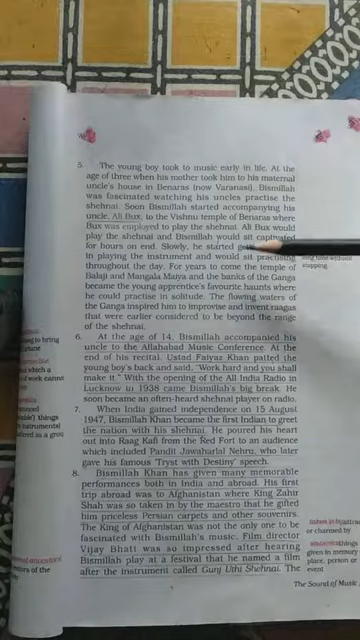 5. The young boy took to music early in life. At the
age of three when his mother took him to his maternal
uncle's house in Benaras (now Varanasi), Bismillah
was fascinated watching his uncles practise the
shehnai. Soon Bismillah started accompanying his
uncle, Ali Bux, to the Vishnu temple of Benaras where
Bux was employed to play the shehnai. Ali Bux would
play the shehnai and Bismillah would sit captivated
for hours on end. Slowly, he started
in playing the instrument and would sit practising
throughout the day. For years to come the temple of
Balaji and Mangala Maiya and the banks of the Ganga
became the young apprentice's favourite haunts where
he could practise in solitude. The flowing waters of
the Ganga inspired him to improvise and invent raagas
that were earlier considered to be beyond the range
of the shehnai.
6. At the age of 14, Bismillah accompanied his
uncle to the Allahabad Music Conference. At the
end of his recital, Ustad Faiyaz Khan patted the
young boy's back and said, "Work hard and you shall
make it." With the opening of the All India Radio in
Lucknow in 1938 came Bismillah's big break. He
soon became an often-heard shehnai player on radio.
7. When India gained independence on 15 August
1947, Bismillah Khan became the first Indian to greet
the nation with his shehnai. He poured his heart
out into Raag Kafi from the Red Fort to an audience
which included Pandit Jawaharlal Nehru, who later
gave his famous 'Tryst with Destiny' speech.
8. Bismillah Khan has given many memorable
performances both in India and abroad. His first
trip abroad was to Afghanistan where King Zahir
Shah was so taken in by the maestro that he gifted
him priceless Persian carpets and other souvenirs.
The King of Afghanistan was not the only one to be
fascinated with Bismillah's music. Film director
Vijay Bhatt was so impressed after hearing
Bismillah play at a festival that he named a film
after the instrument called Gunj Uthi Shehnai. The
long time without
stopping
taken in by:
or charmed by
things
given in memory
place, person or
event
The Sound of Music